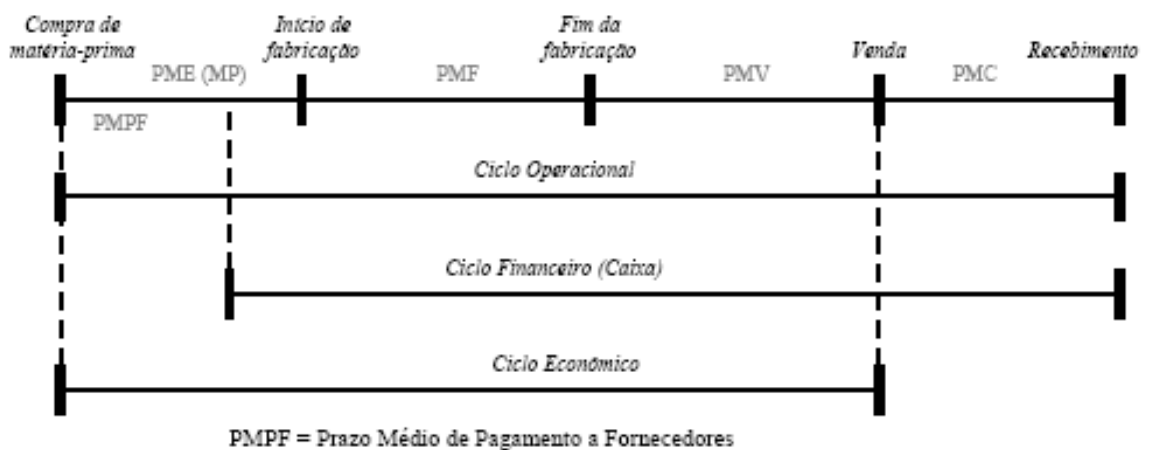 Compra de
matéria-prima
Início de
fabricação
Fim da
fabricação
Venda
Recebimento
PME (MP)
PMF
PMV
PMC
PMPF
Ciclo Operacional
Ciclo Financeiro (Caixa)
Ciclo Econômico
PMPF = Prazo Médio de Pagamento a Fornecedores